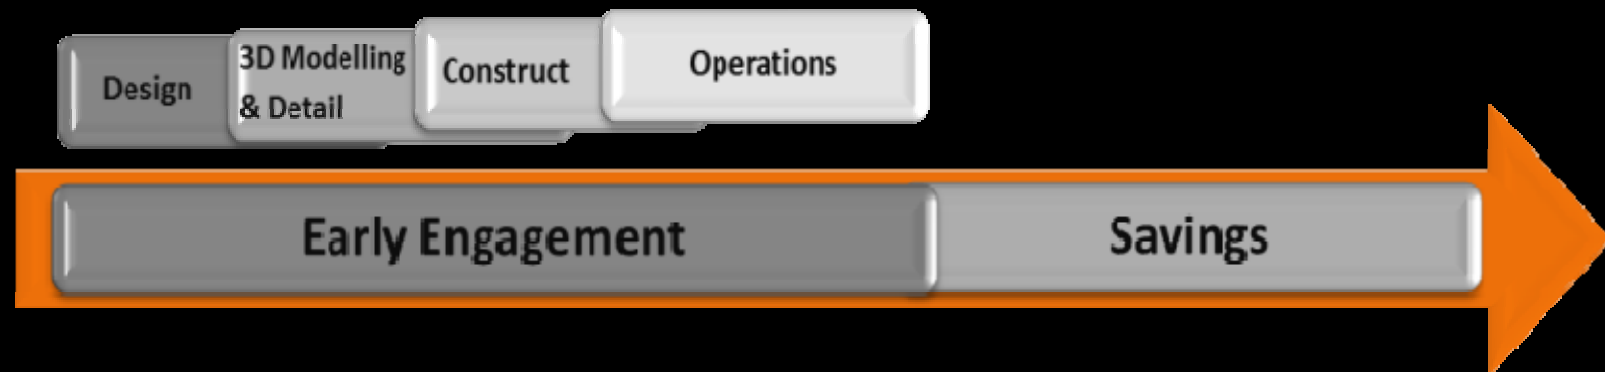 Design
3D Modelling
& Detail
Construct
Operations
Early Engagement
Savings